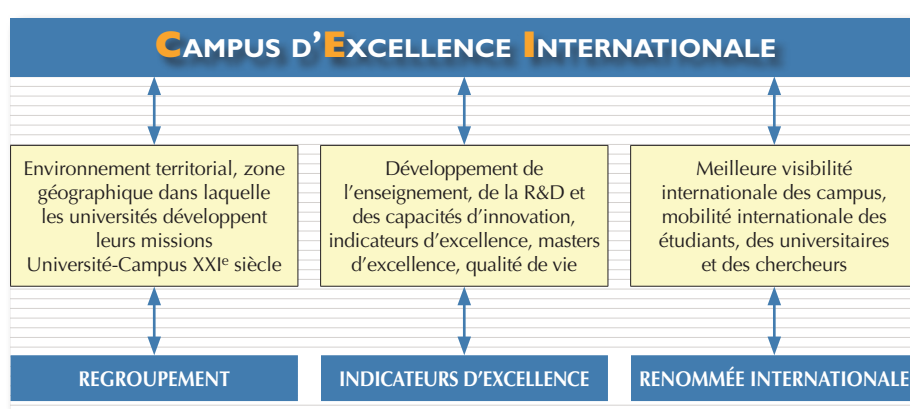 CAMPUS D'EXCELLENCE INTERNATIONALE
Environnement territorial, zone
géographique dans laquelle
les universités développent
leurs missions
Université-Campus XXIe siècle
Développement de
l'enseignement, de la R&D et
des capacités d'innovation,
indicateurs d'excellence, masters
d'excellence, qualité de vie
Meilleure visibilité
internationale des campus,
mobilité internationale des
étudiants, des universitaires
et des chercheurs
REGROUPEMENT
INDICATEURS D'EXCELLENCE
RENOMMÉE INTERNATIONALE